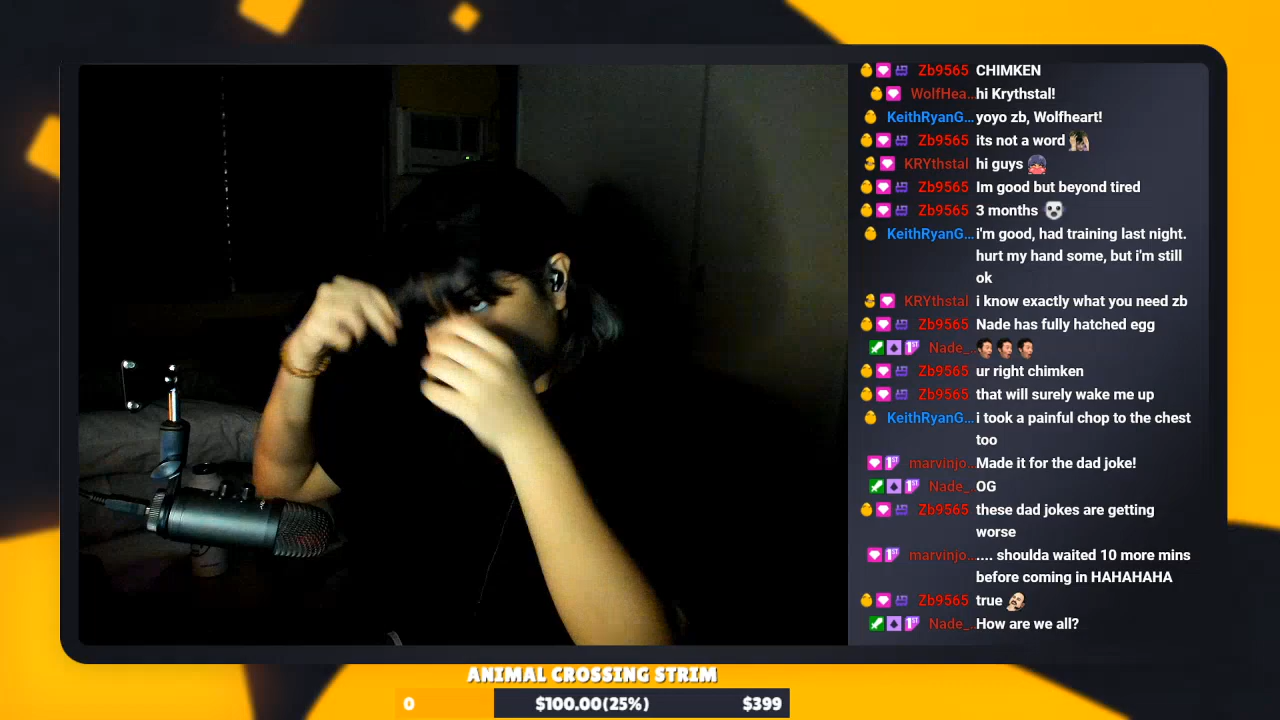 Zb9565 CHIMKEN
WolfHea... hi Krythstal!
KeithRyanG... yoyo zb, Wolfheart!
Zb9565 its not a word
KRYthstal hi guys
Zb9565 Im good but beyond tired
Zb9565 3 months
KeithRyanG... i'm good, had training last night.
hurt my hand some, but i'm still
ok
KRYthstal i know exactly what you need zb
Zb9565 Nade has fully hatched egg
1ST Nade_...
Zb9565 ur right chimken
Zb9565 that will surely wake me up
KeithRyanG... i took a painful chop to the chest
too
1ST marvinjo... Made it for the dad joke!
1ST Nade_... OG
Zb9565 these dad jokes are getting
worse
1ST marvinjo... .... shoulda waited 10 more mins
before coming in HAHAHAHA
Zb9565 true
1ST Nade_... How are we all?
ANIMAL CROSSING STRIM
0 $100.00(25%) $399